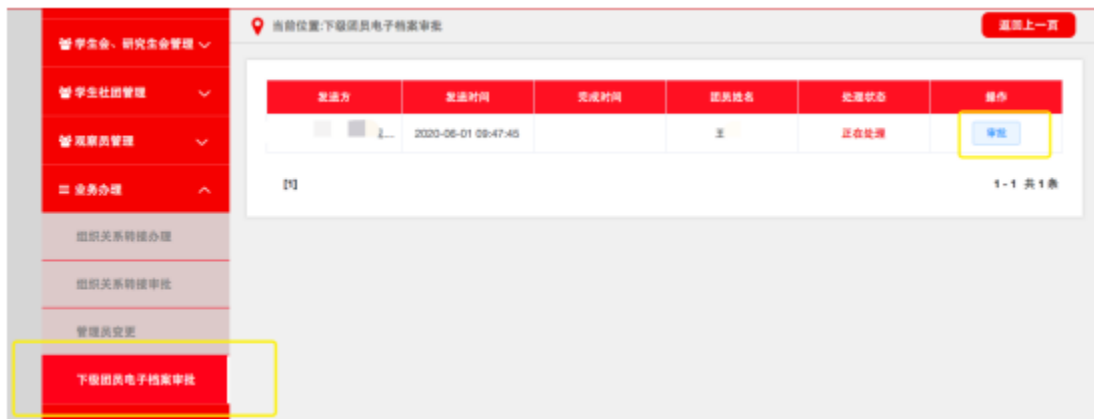 当前位置:下级团员电子档案审批
返回上一页
学生会、研究生会管理
学生社团管理
观察员管理
业务办理
组织关系转接办理
组织关系转接审批
管理员变更
下级团员电子档案审批
发送方 发送时间 完成时间 团员姓名 处理状态 操作
2020-06-01 09:47:45 王 正在处理 审批
[1] 1-1 共1条